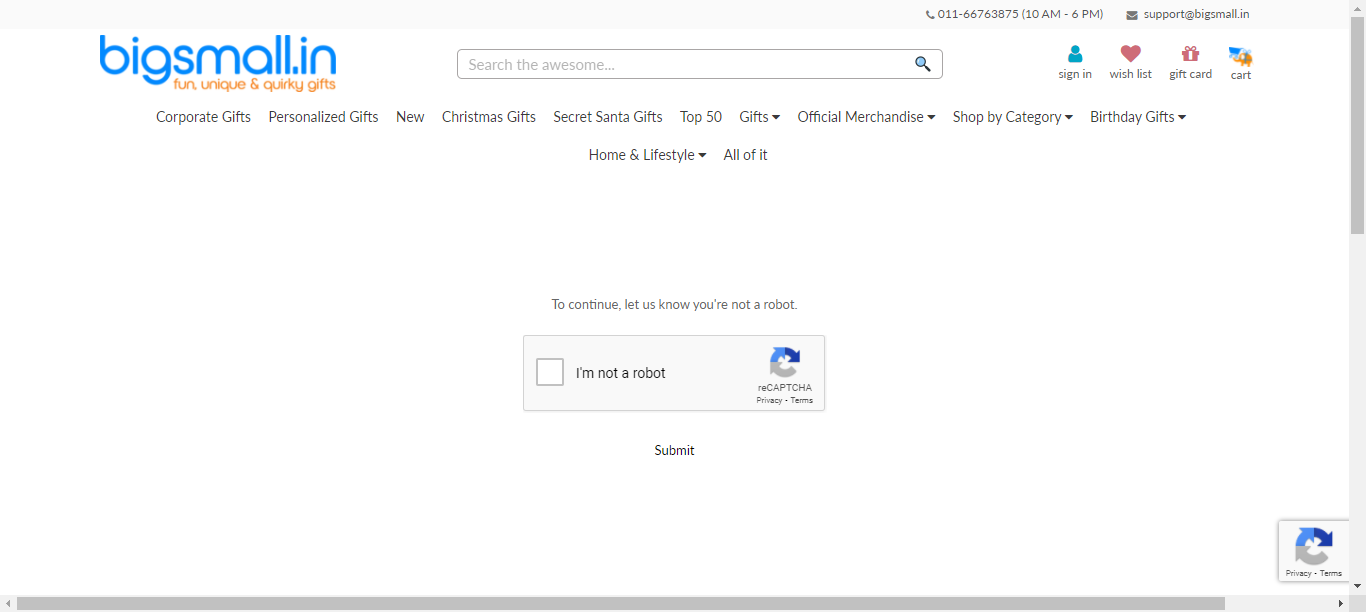 011-66763875 (10 AM - 6 PM) support@bigsmall.in
bigsmall.in
fun, unique & quirky gifts
Search the awesome...
sign in wish list gift card cart
Corporate Gifts Personalized Gifts New Christmas Gifts Secret Santa Gifts Top 50 Gifts Official Merchandise Shop by Category Birthday Gifts
Home & Lifestyle All of it
To continue, let us know you're not a robot.
I'm not a robot
reCAPTCHA
Privacy - Terms
Submit
Privacy - Terms